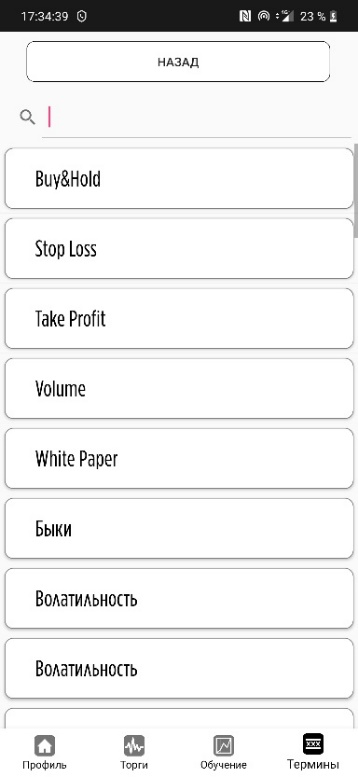 17:34:39 23 %
НАЗАД
Buy&Hold
Stop Loss
Take Profit
Volume
White Paper
Быки
Волатильность
Волатильность
Профиль Торги Обучение XXX Термины